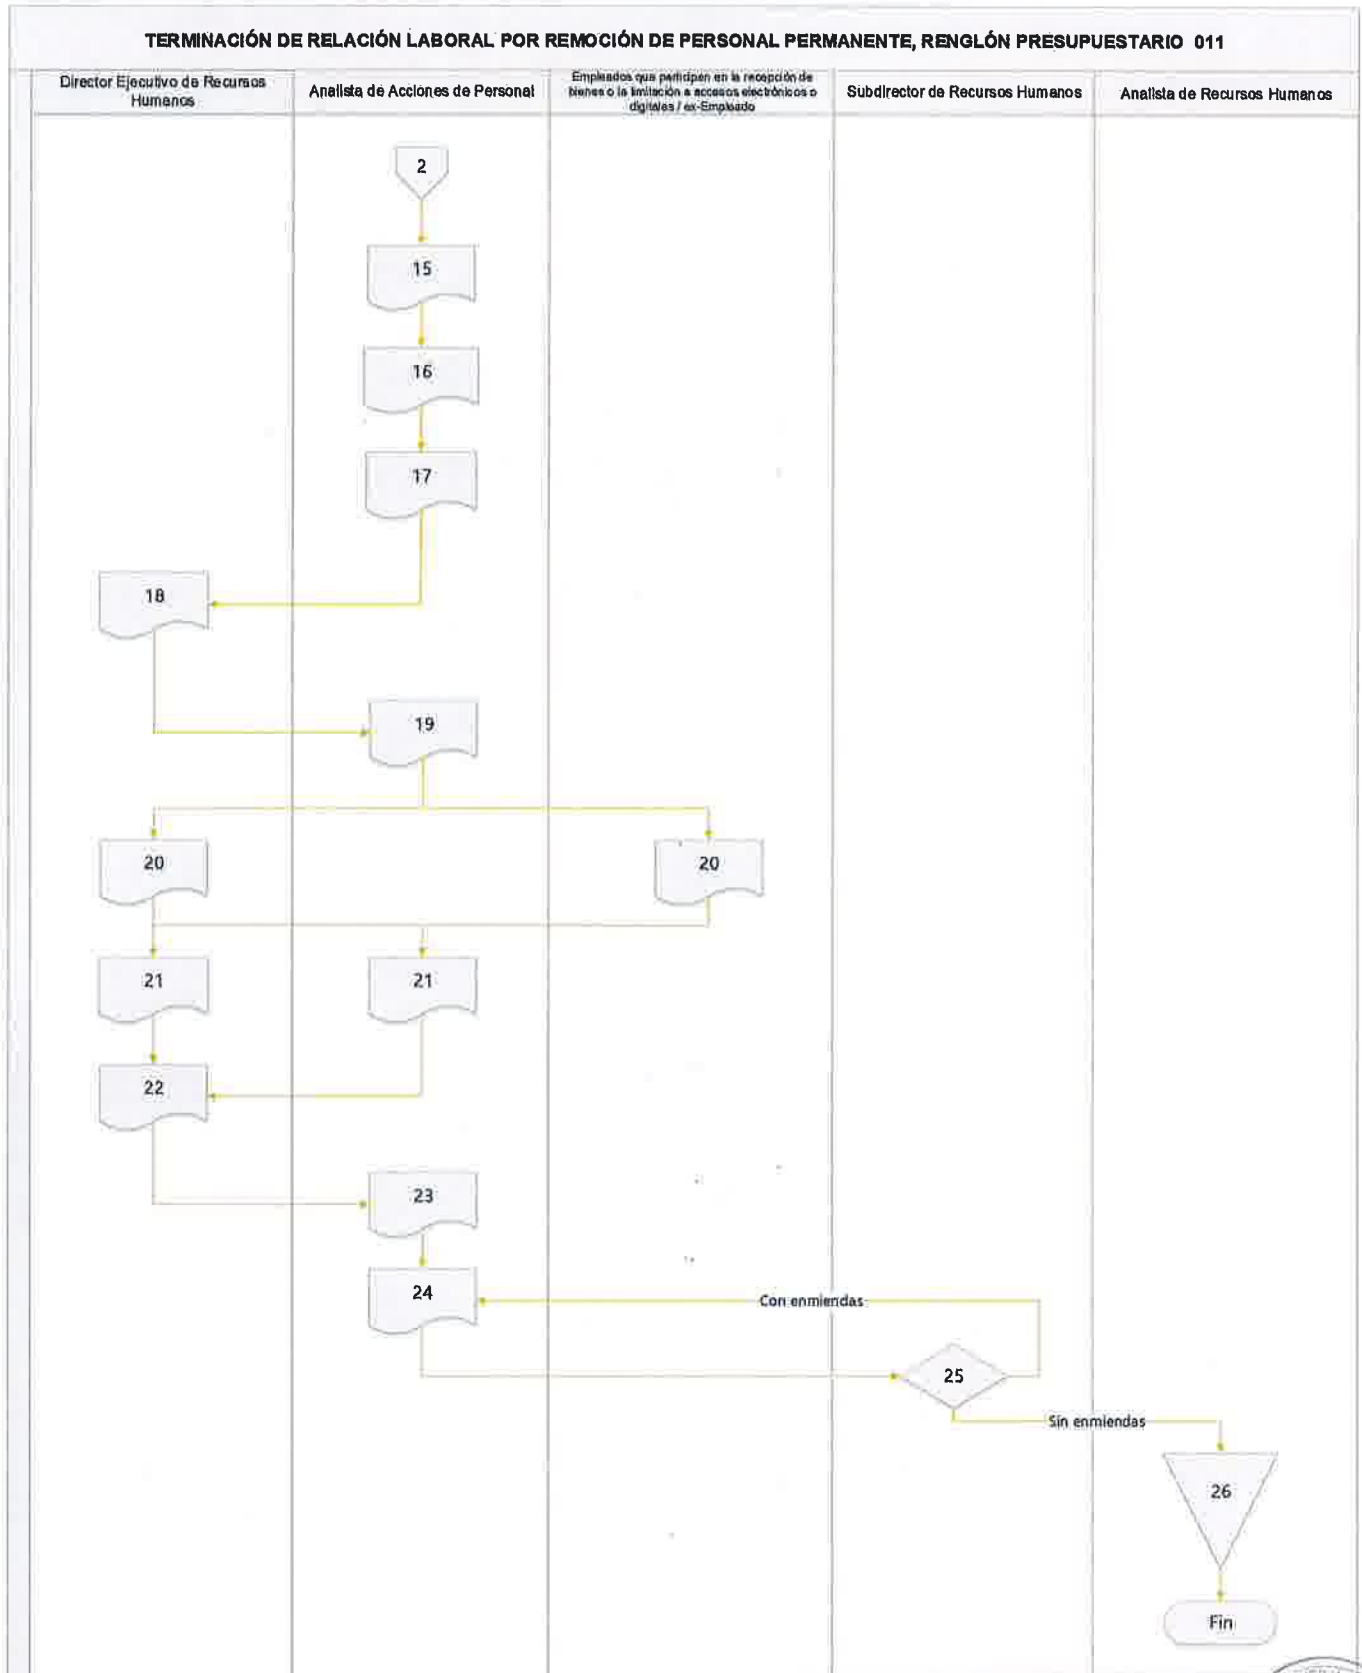 TERMINACIÓN DE RELACIÓN LABORAL POR REMOCIÓN DE PERSONAL PERMANENTE, RENGLÓN PRESUPUESTARIO 011
Director Ejecutivo de Recursos
Humanos
Analista de Acciones de Personal
Empleados que participen en la recepción de
bienes o la limitación a accesos electrónicos o
digitales / ex-Empleado
Subdirector de Recursos Humanos
Analista de Recursos Humanos
2
15
16
17
18
19
20
20
21
21
22
23
24
Con enmiendas
25
Sin enmiendas
26
Fin